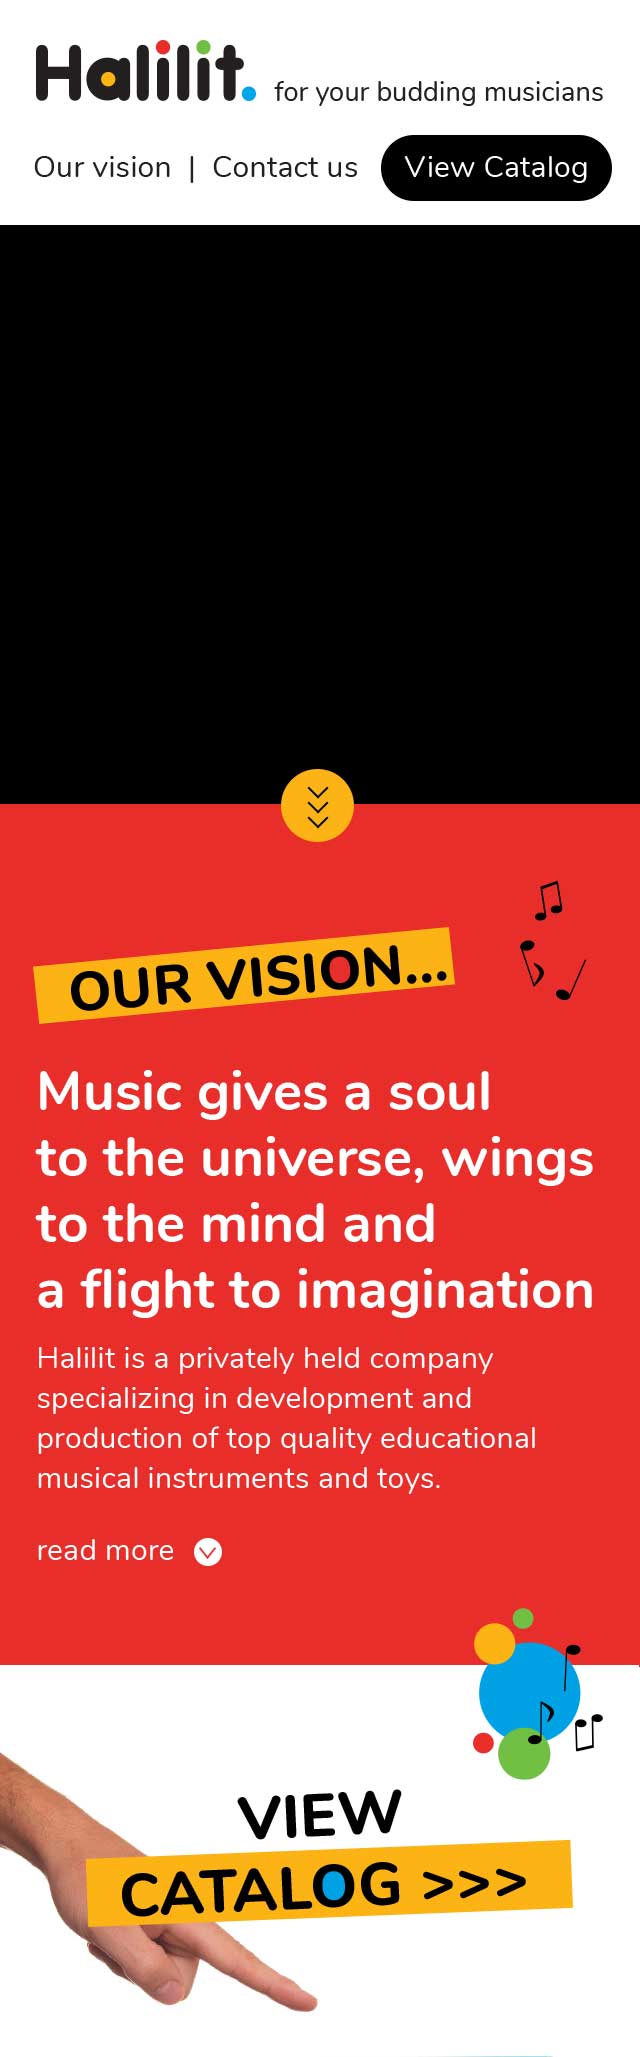 Halilit. for your budding musicians
Our vision | Contact us View Catalog
OUR VISION...
Music gives a soul
to the universe, wings
to the mind and
a flight to imagination
Halilit is a privately held company
specializing in development and
production of top quality educational
musical instruments and toys.
read more
VIEW
CATALOG >>>